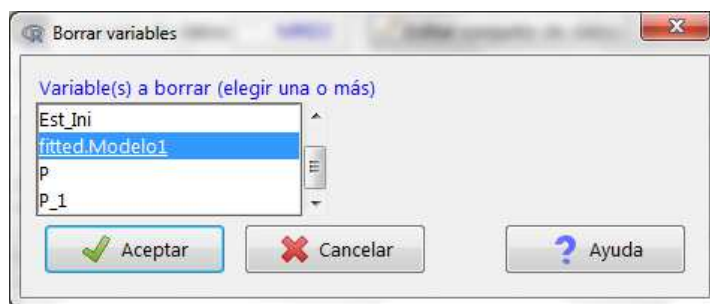 Borrar variables
Variable(s) a borrar (elegir una o más)
Est_Ini
fitted.Modelo1
P
P_1
Aceptar
Cancelar
Ayuda